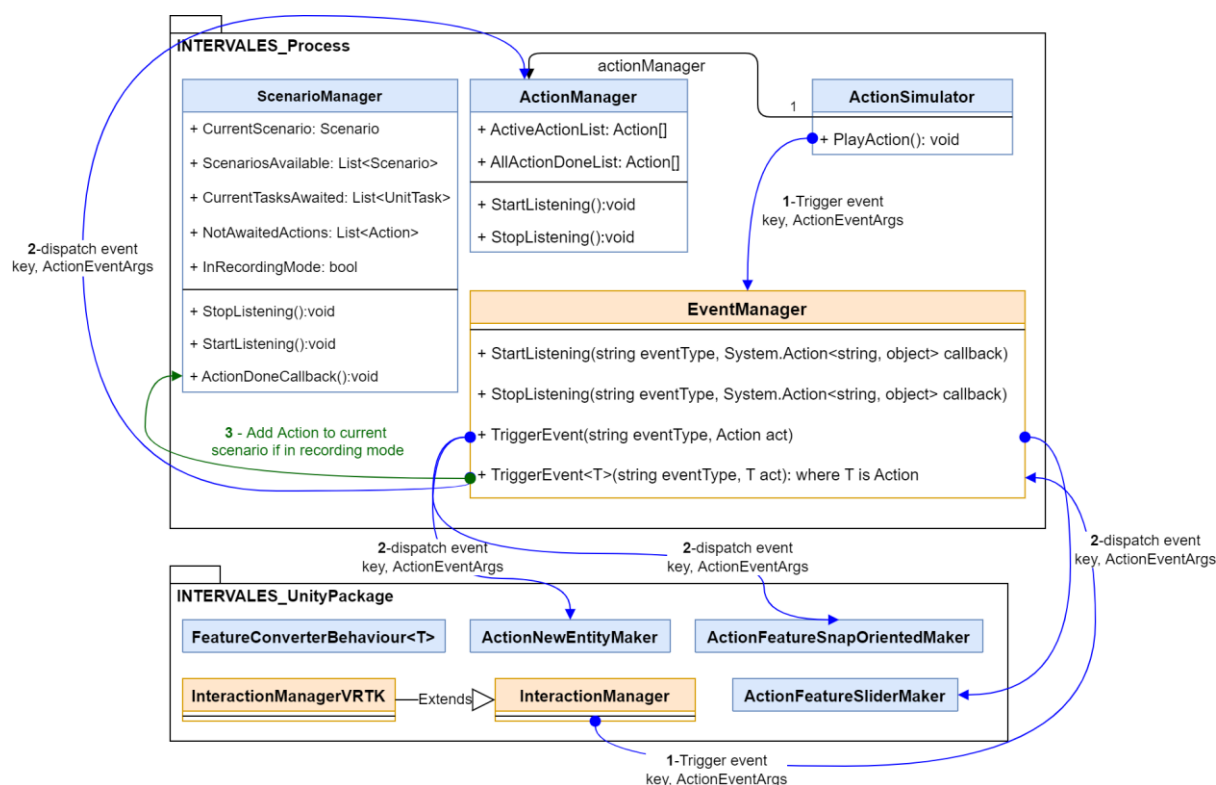 INTERVALES_Process
ScenarioManager
+ CurrentScenario: Scenario
+ ScenariosAvailable: List<Scenario>
+ CurrentTasksAwaited: List<UnitTask>
+ NotAwaitedActions: List<Action>
+ InRecordingMode: bool
+ StopListening():void
+ StartListening():void
+ ActionDoneCallback():void
ActionManager
+ ActiveActionList: Action[]
+ AllActionDoneList: Action[]
+ StartListening():void
+ StopListening():void
actionManager
1
ActionSimulator
+ PlayAction(): void
1-Trigger event
key, ActionEventArgs
2-dispatch event
key, ActionEventArgs
EventManager
+ StartListening(string eventType, System.Action<string, object> callback)
+ StopListening(string eventType, System.Action<string, object> callback)
+ TriggerEvent(string eventType, Action act)
+ TriggerEvent<T>(string eventType, T act): where T is Action
3 - Add Action to current
scenario if in recording mode
2-dispatch event
key, ActionEventArgs
2-dispatch event
key, ActionEventArgs
2-dispatch event
key, ActionEventArgs
INTERVALES_UnityPackage
FeatureConverterBehaviour<T>
ActionNewEntityMaker
ActionFeatureSnapOrientedMaker
InteractionManagerVRTK
Extends
InteractionManager
ActionFeatureSliderMaker
1-Trigger event
key, ActionEventArgs